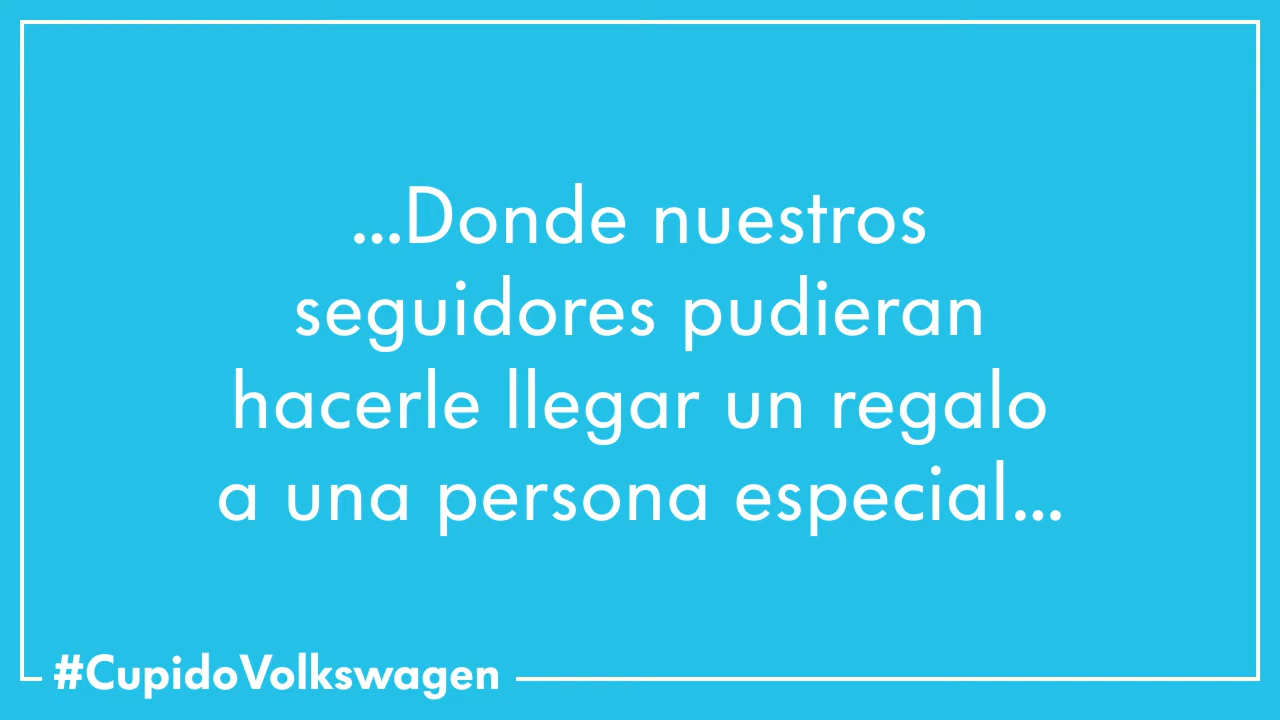 ...Donde nuestros
seguidores pudieran
hacerle llegar un regalo
a una persona especial...
#CupidoVolkswagen